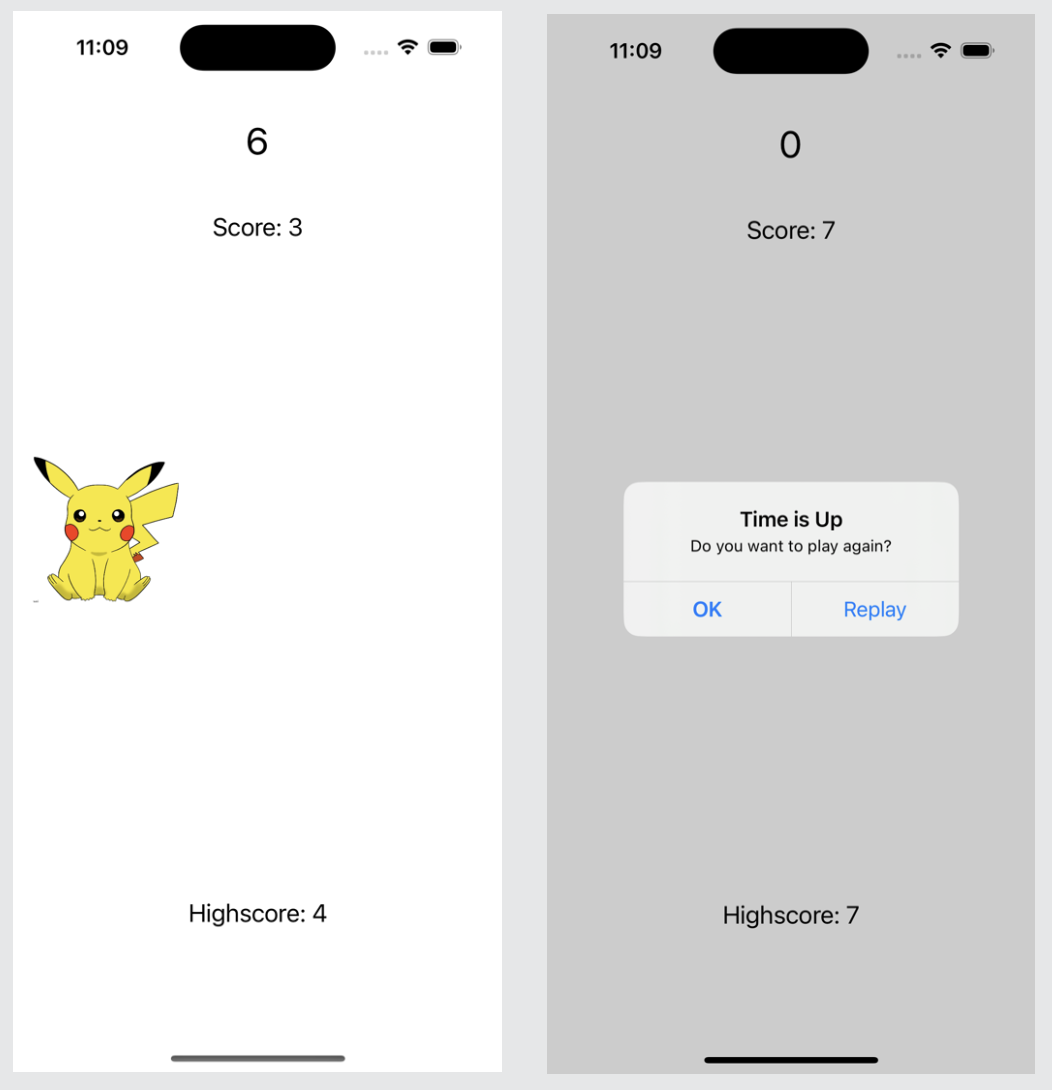 11:09
6
Score: 3
Highscore: 4
11:09
0
Score: 7
Time is Up
Do you want to play again?
OK
Replay
Highscore: 7